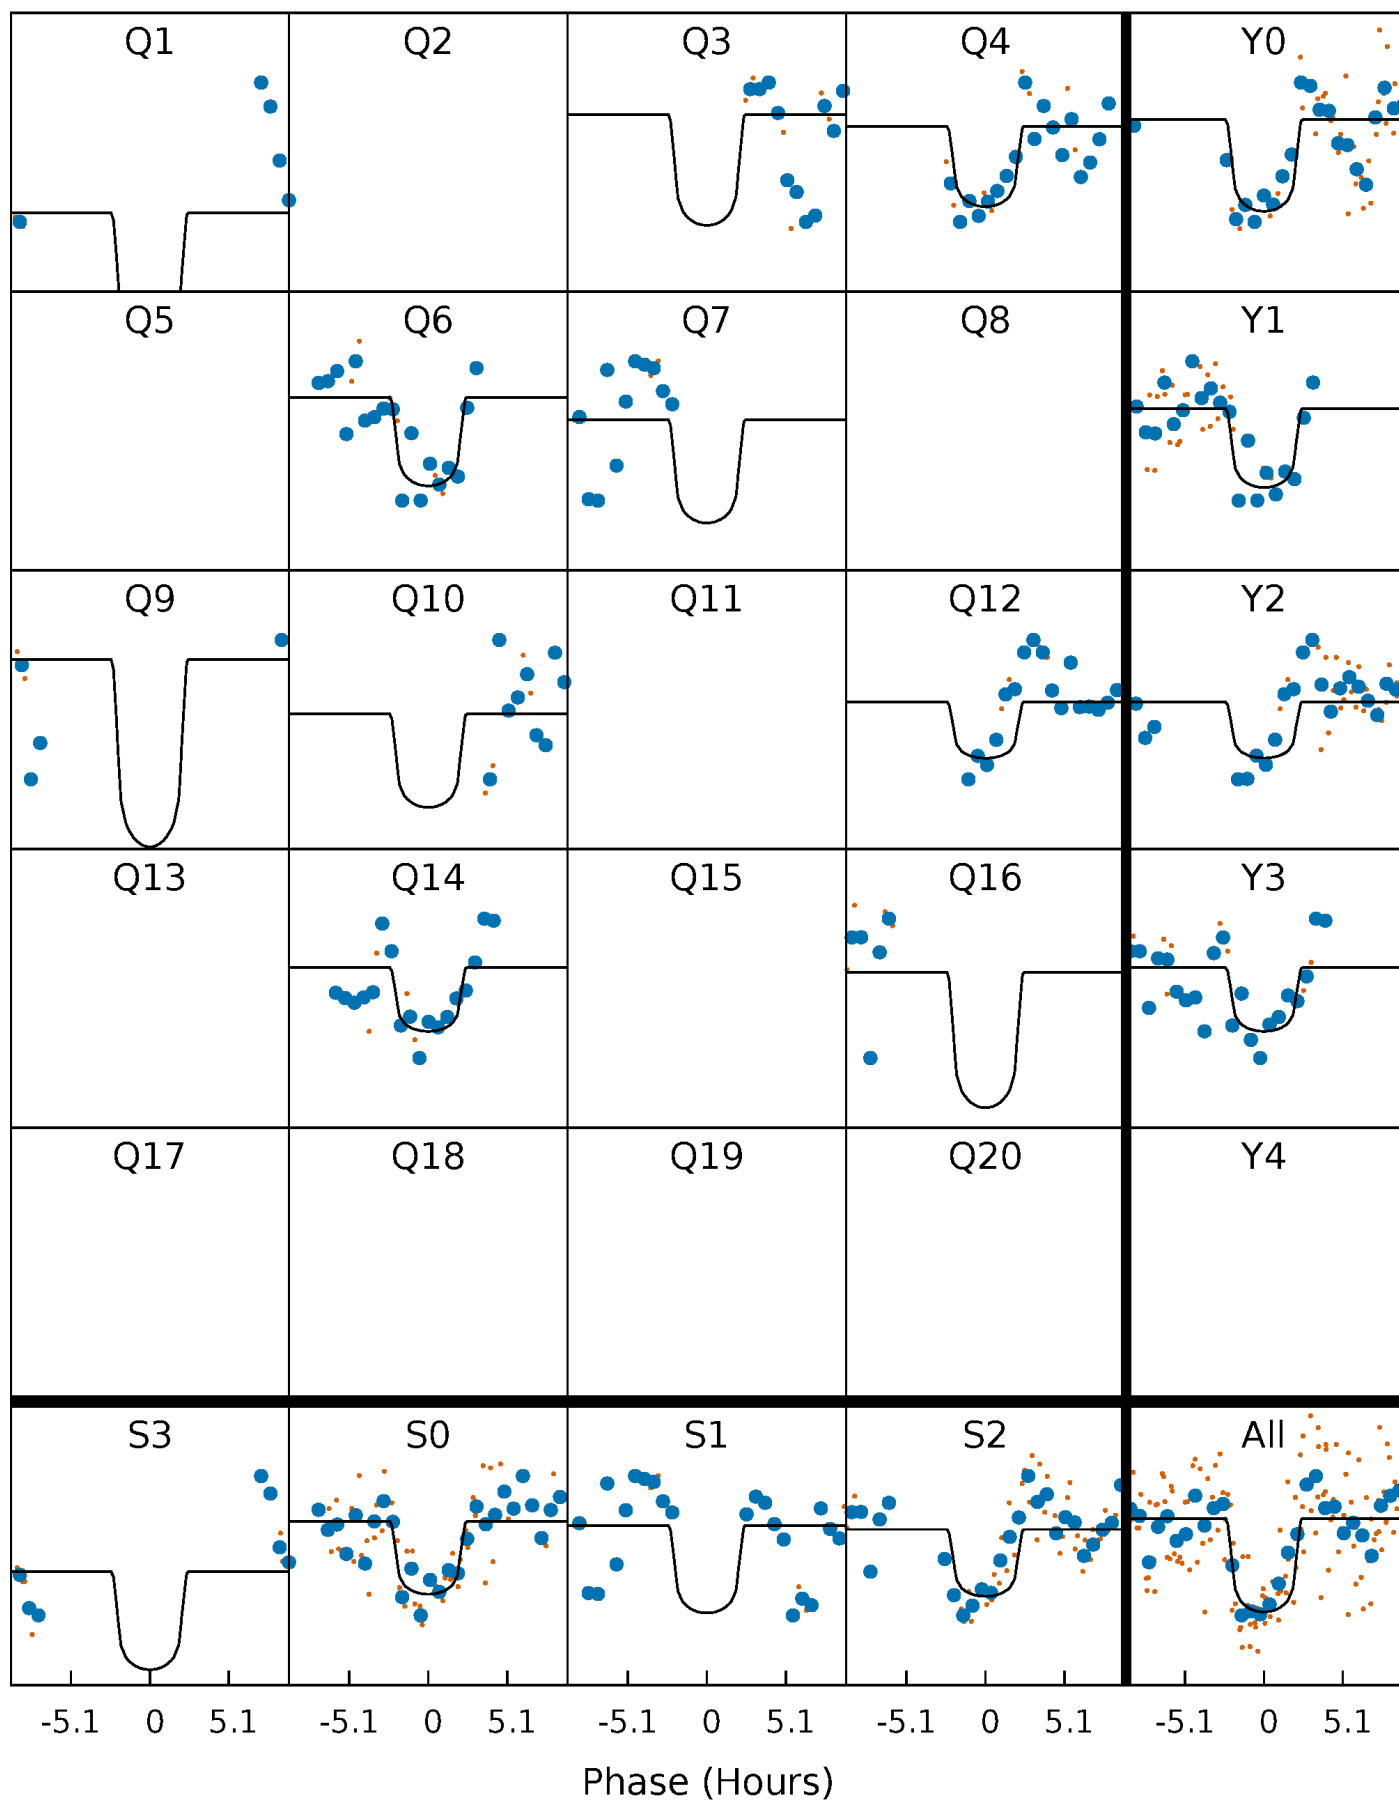 Q1 Q2 Q3 Q4 Y0
Q5 Q6 Q7 Q8 Y1
Q9 Q10 Q11 Q12 Y2
Q13 Q14 Q15 Q16 Y3
Q17 Q18 Q19 Q20 Y4
S3 S0 S1 S2 All
-5.1 0 5.1 -5.1 0 5.1 -5.1 0 5.1 -5.1 0 5.1 -5.1 0 5.1
Phase (Hours)